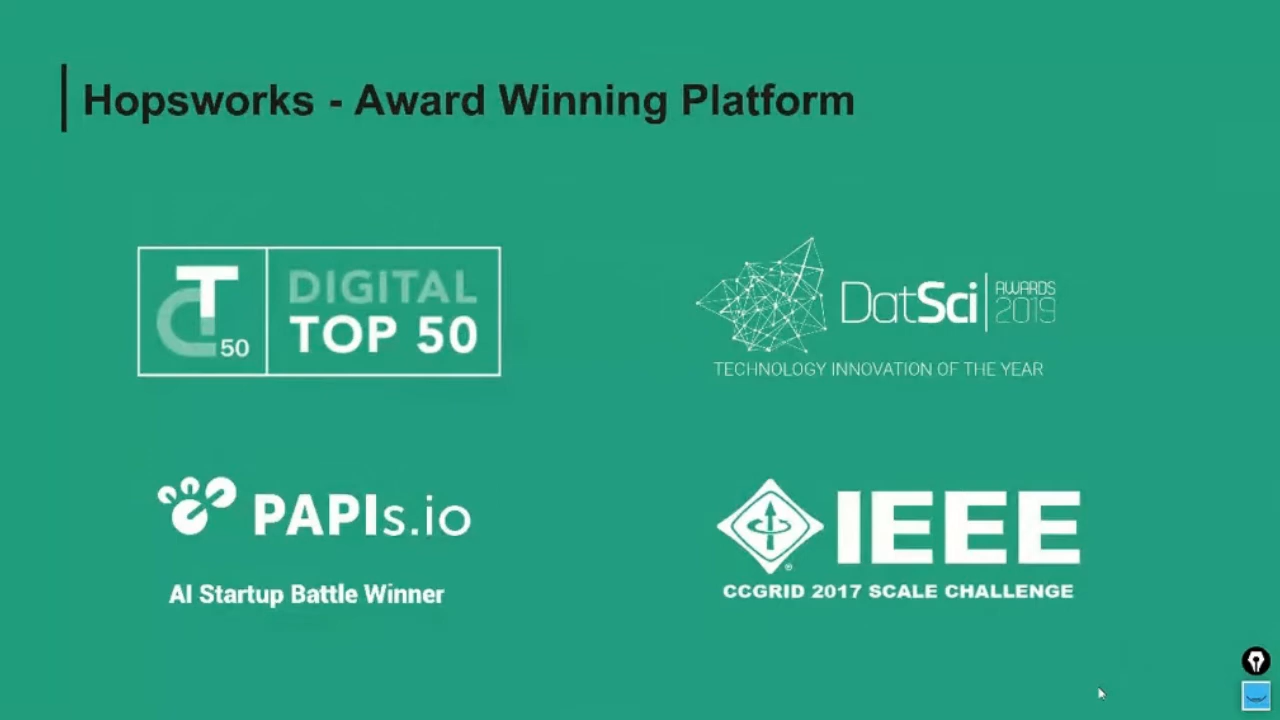 Hopsworks - Award Winning Platform
T
50
DIGITAL
TOP 50
DatSci
AWARDS
2019
TECHNOLOGY INNOVATION OF THE YEAR
PAPIs.io
AI Startup Battle Winner
IEEE
®
CCGRID 2017 SCALE CHALLENGE